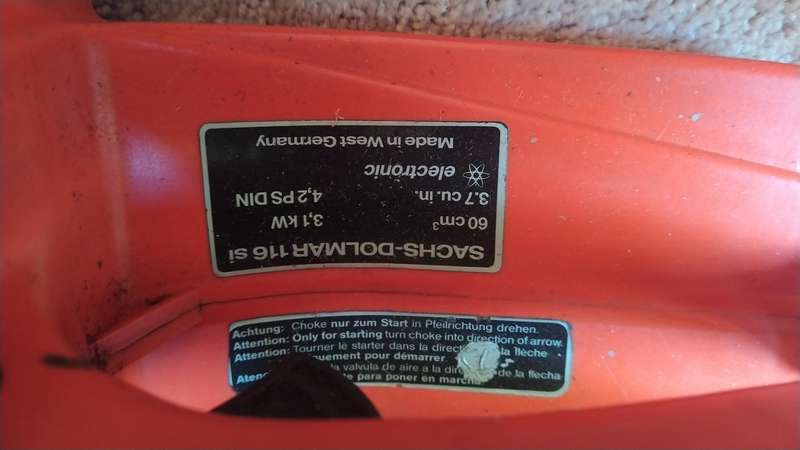 SACHS-DOLMAR 116 si
60 cm³ 3,1 kW
3.7 cu. in. 4,2 PS DIN
electronic
Made in West Germany
Achtung: Choke nur zum Start in Pfeilrichtung drehen.
Attention: Only for starting turn choke into direction of arrow.
Attention: Tourner le starter dans la la flèche
pour démarrer.
la valvula de aire a la de la flecha
para poner en marcha